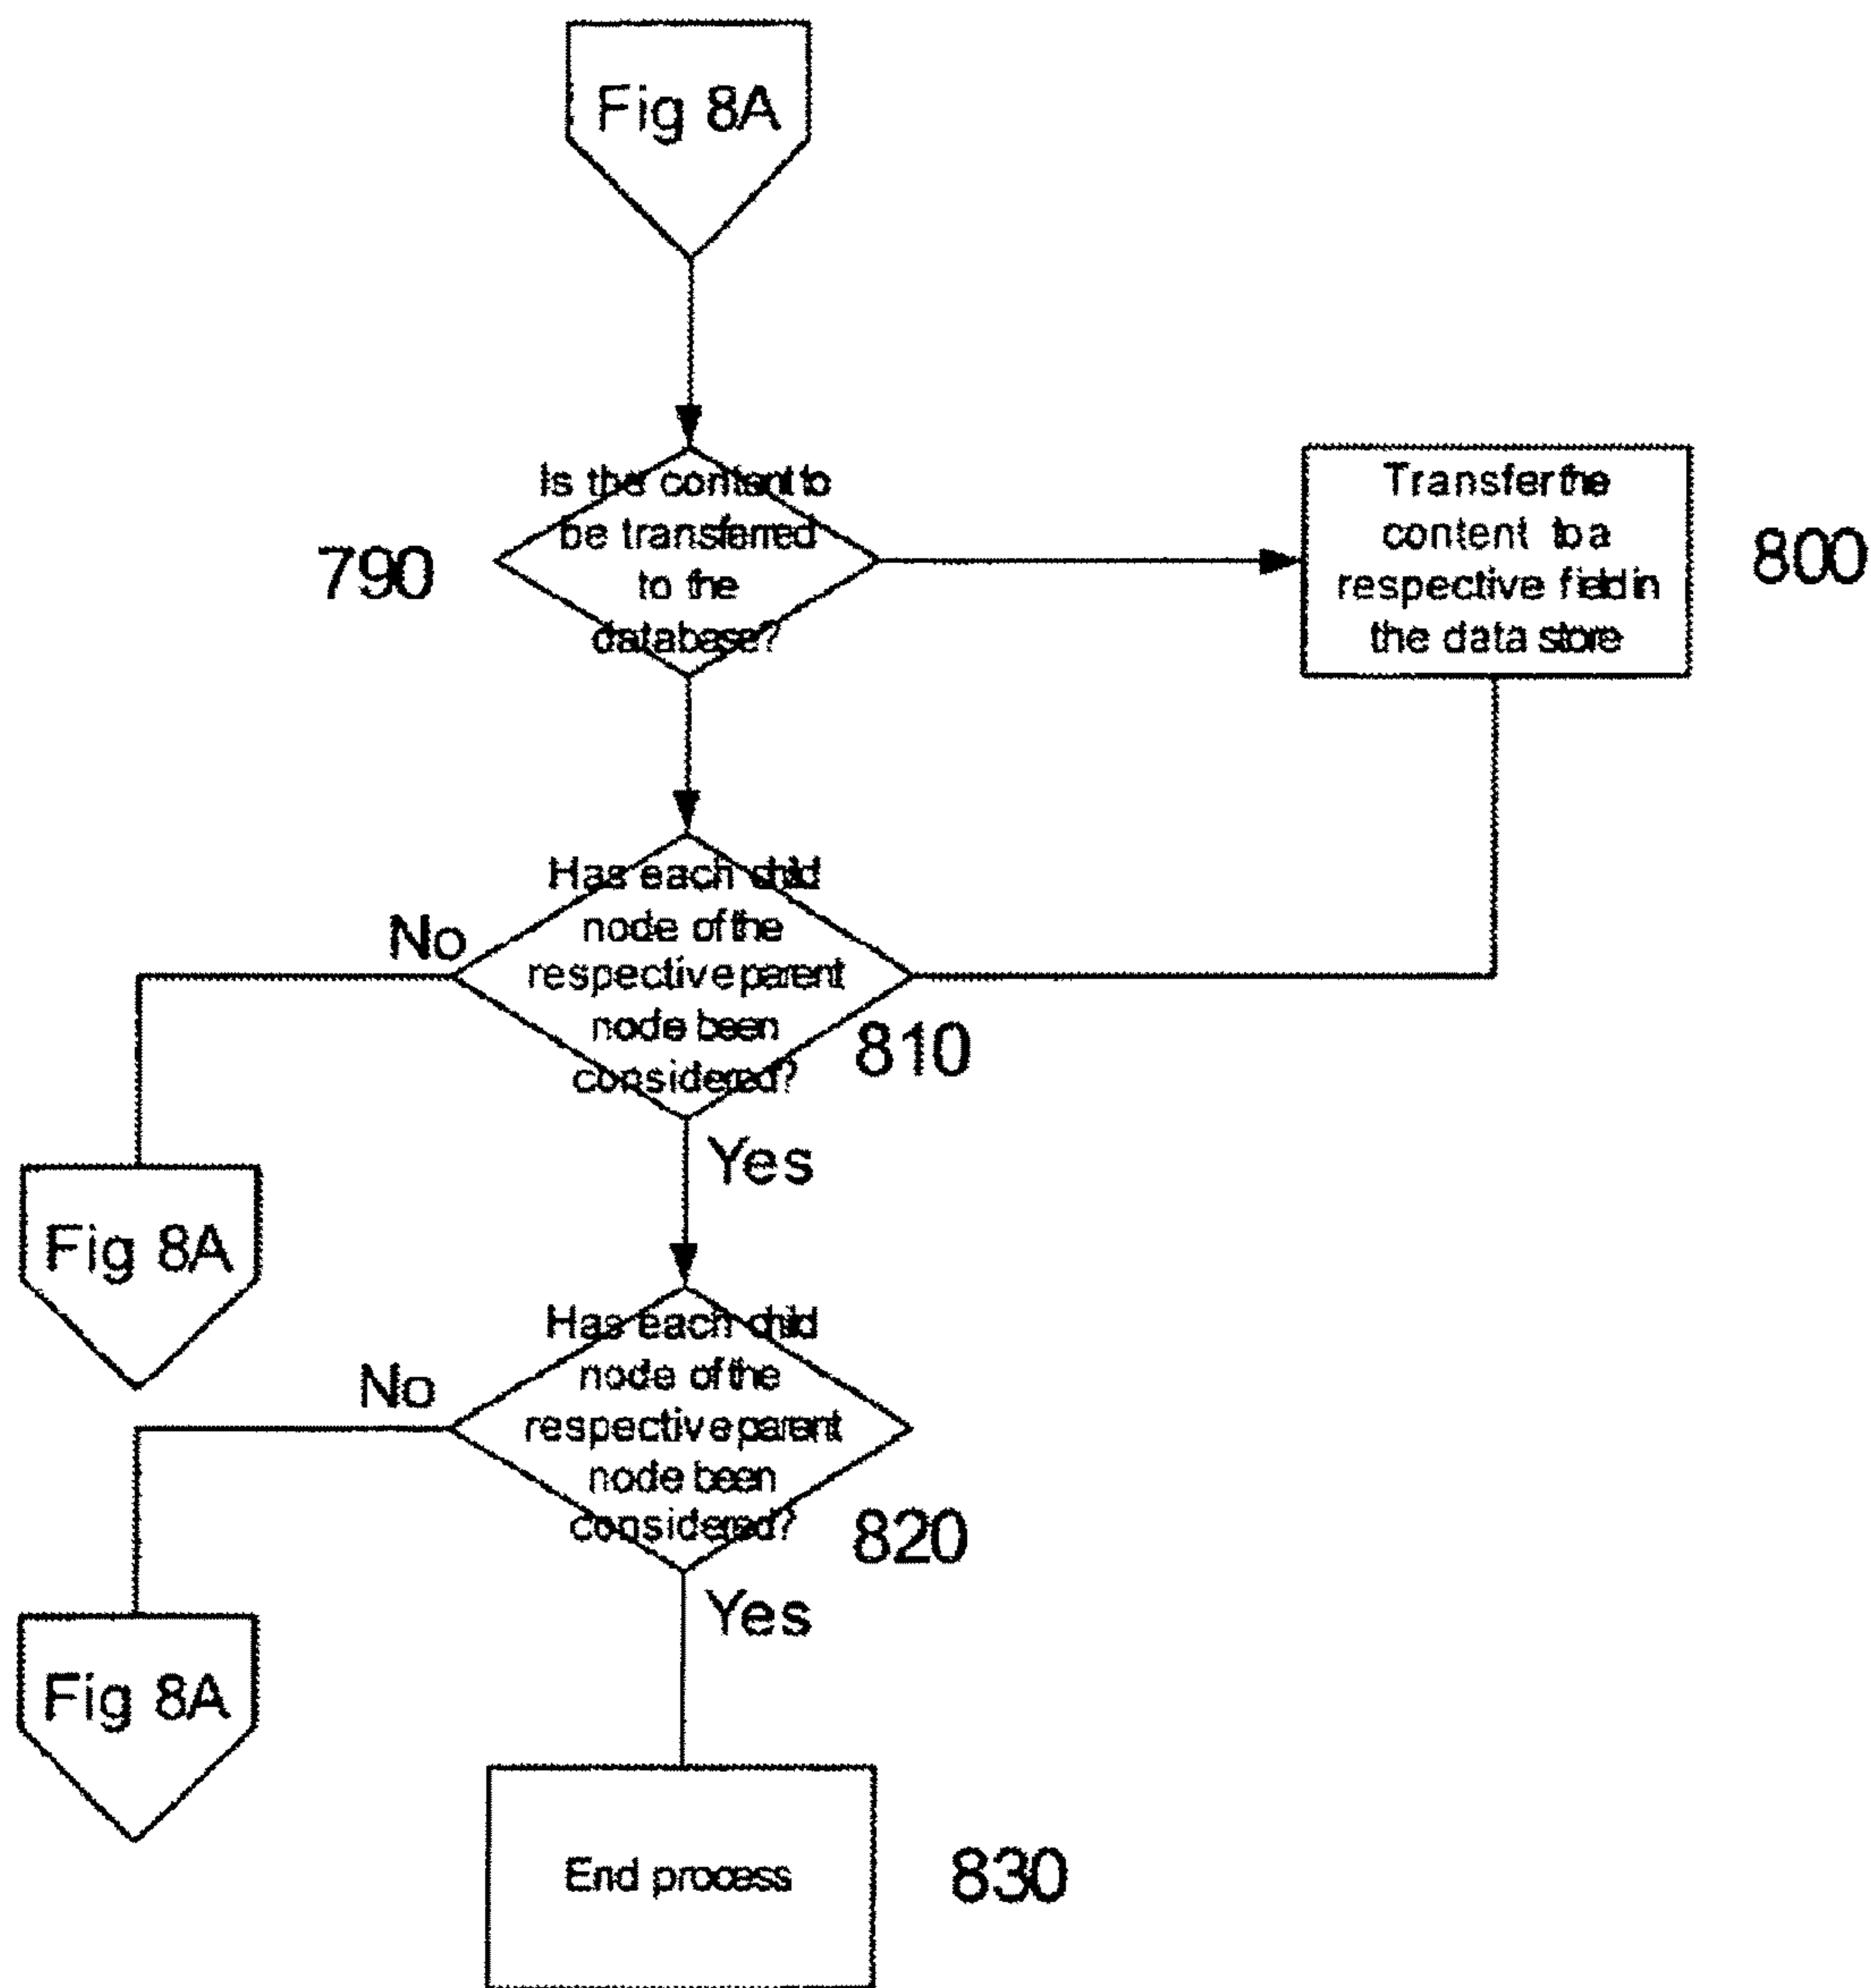 Fig 8A
Is the content to
be transferred
to the
database?
790
Transfer the
content to a
respective field in
the data store
800
Has each child
node of the
respective parent
node been
considered?
No
810
Yes
Fig 8A
Has each child
node of the
respective parent
node been
considered?
No
820
Yes
Fig 8A
End process
830